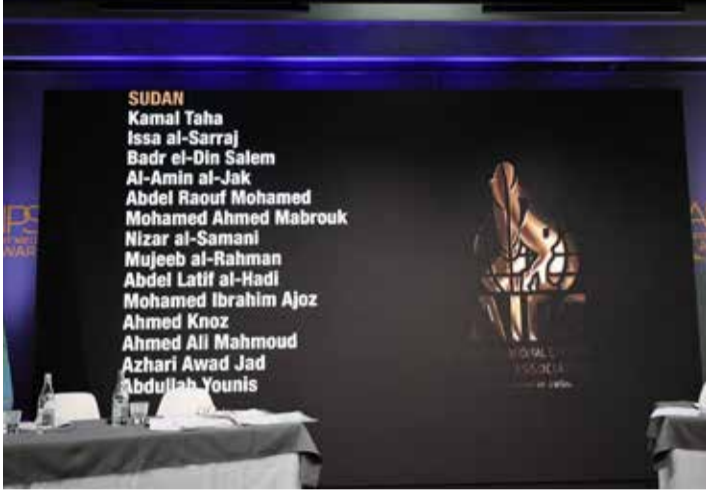 SUDAN
Kamal Taha
Issa al-Sarraj
Badr el-Din Salem
Al-Amin al-Jak
Abdel Raouf Mohamed
Mohamed Ahmed Mabrouk
Nizar al-Samani
Mujeeb al-Rahman
Abdel Latif al-Hadi
Mohamed Ibrahim Ajoz
Ahmed Knoz
Ahmed Ali Mahmoud
Azhari Awad Jad
Abdullah Younis